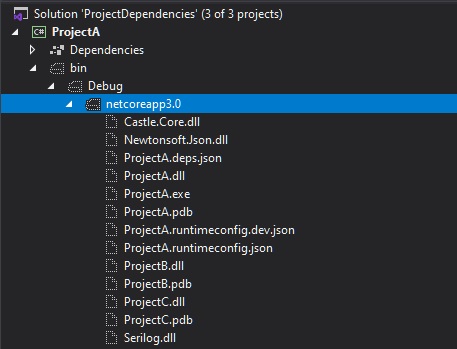 Solution 'ProjectDependencies' (3 of 3 projects)
C# ProjectA
Dependencies
bin
Debug
netcoreapp3.0
Castle.Core.dll
Newtonsoft.Json.dll
ProjectA.deps.json
ProjectA.dll
ProjectA.exe
ProjectA.pdb
ProjectA.runtimeconfig.dev.json
ProjectA.runtimeconfig.json
ProjectB.dll
ProjectB.pdb
ProjectC.dll
ProjectC.pdb
Serilog.dll